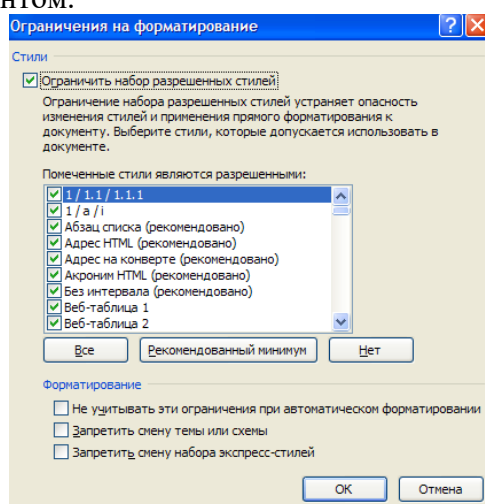 нтом.
Ограничения на форматирование
Стили
Ограничить набор разрешенных стилей
Ограничение набора разрешенных стилей устраняет опасность
изменения стилей и применения прямого форматирования к
документу. Выберите стили, которые допускается использовать в
документе.
Помеченные стили являются разрешенными:
1 / 1.1 / 1.1.1
1 / a / i
Абзац списка (рекомендовано)
Адрес HTML (рекомендовано)
Адрес на конверте (рекомендовано)
Акроним HTML (рекомендовано)
Без интервала (рекомендовано)
Веб-таблица 1
Веб-таблица 2
Все Рекомендованный минимум Нет
Форматирование
Не учитывать эти ограничения при автоматическом форматировании
Запретить смену темы или схемы
Запретить смену набора экспресс-стилей
ОК Отмена